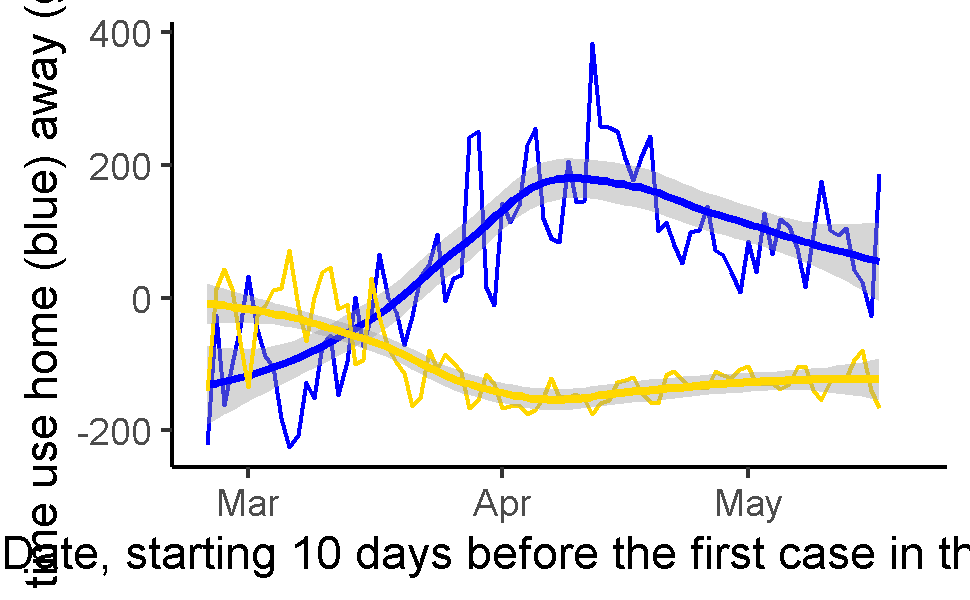 time use home (blue) away (
400
200
0
-200
Mar Apr May
Date, starting 10 days before the first case in th